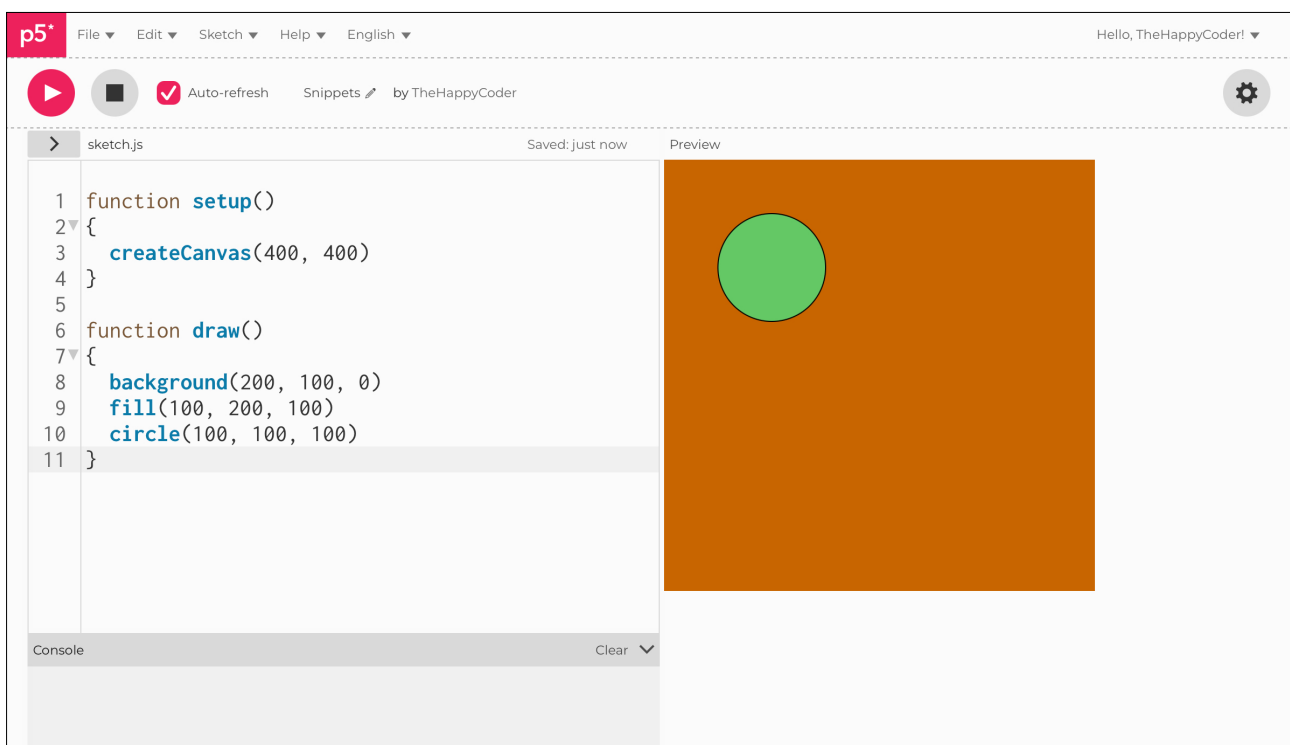 p5* File Edit Sketch Help English Hello, TheHappyCoder!
Auto-refresh Snippets by TheHappyCoder
sketch.js Saved: just now Preview
1 function setup()
2 {
3   createCanvas(400, 400)
4 }
5
6 function draw()
7 {
8   background(200, 100, 0)
9   fill(100, 200, 100)
10   circle(100, 100, 100)
11 }
Console Clear